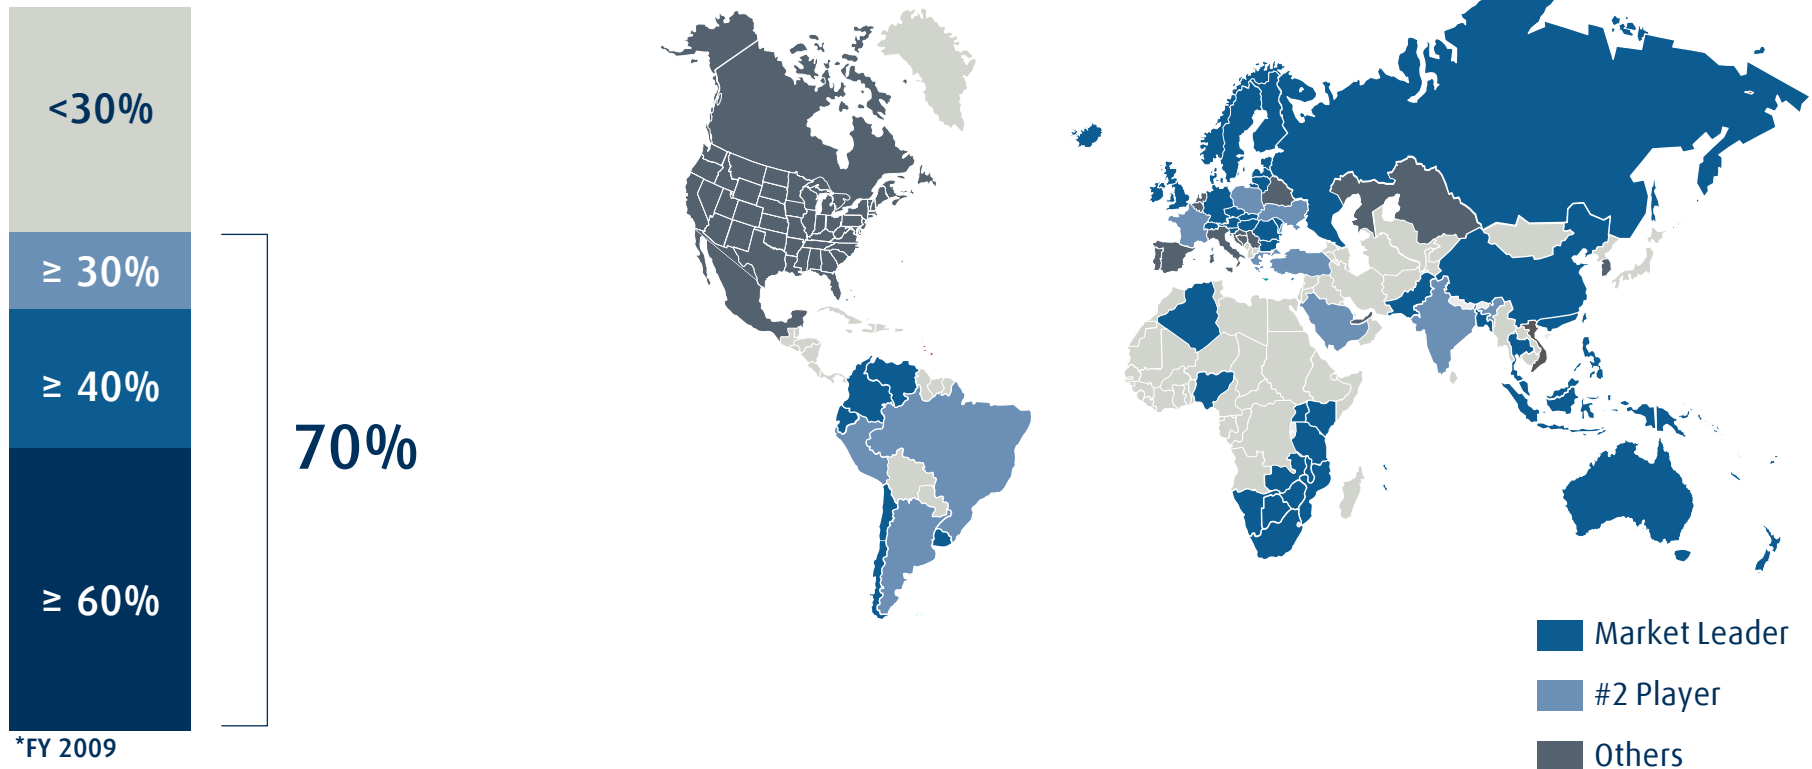 <30%
≥ 30%
≥ 40%
≥ 60%
70%
*FY 2009
Market Leader
#2 Player
Others